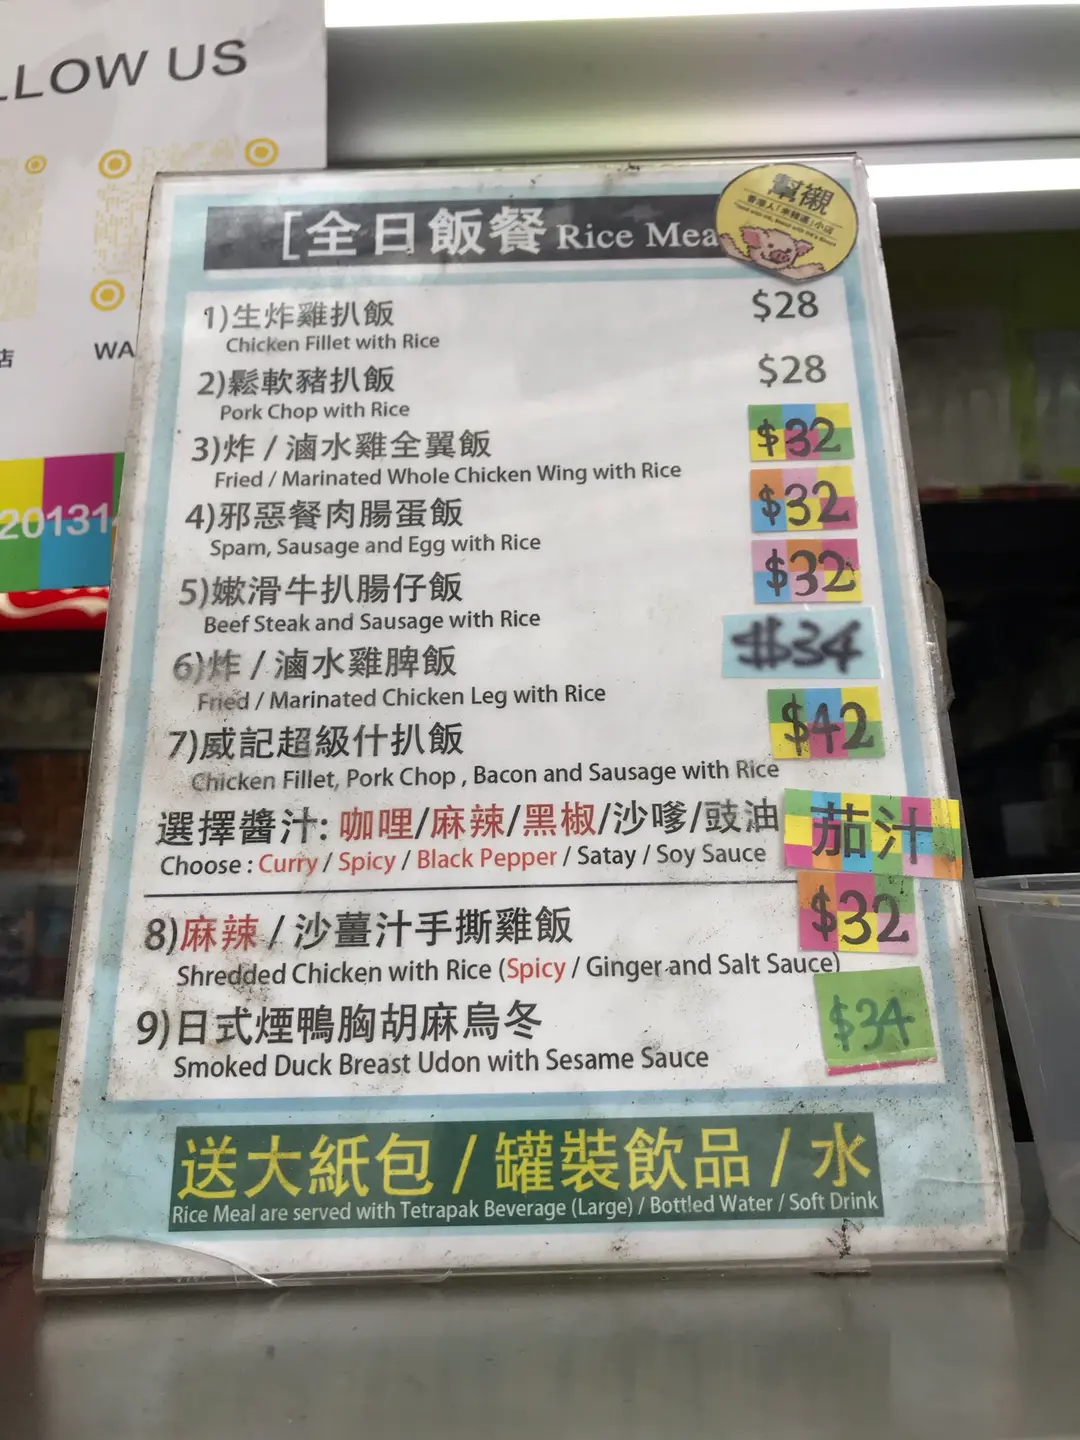 LLOW US
店
WA
20131
[全日飯餐 Rice Mea
幫襯
1)生炸雞扒飯 $28
Chicken Fillet with Rice
2)鬆軟豬扒飯 $28
Pork Chop with Rice
3)炸 / 滷水雞全翼飯 $32
Fried / Marinated Whole Chicken Wing with Rice
4)邪惡餐肉腸蛋飯 $32
Spam, Sausage and Egg with Rice
5)嫩滑牛扒腸仔飯 $32
Beef Steak and Sausage with Rice
6)炸 / 滷水雞脾飯 $34
Fried / Marinated Chicken Leg with Rice
7)威記超級什扒飯 $42
Chicken Fillet, Pork Chop , Bacon and Sausage with Rice
選擇醬汁: 咖哩/麻辣/黑椒/沙嗲/豉油 茄汁
Choose : Curry / Spicy / Black Pepper / Satay / Soy Sauce
8)麻辣 / 沙薑汁手撕雞飯 $32
Shredded Chicken with Rice (Spicy / Ginger and Salt Sauce)
9)日式煙鴨胸胡麻烏冬 $34
Smoked Duck Breast Udon with Sesame Sauce
送大紙包 / 罐裝飲品 / 水
Rice Meal are served with Tetrapak Beverage (Large) / Bottled Water / Soft Drink